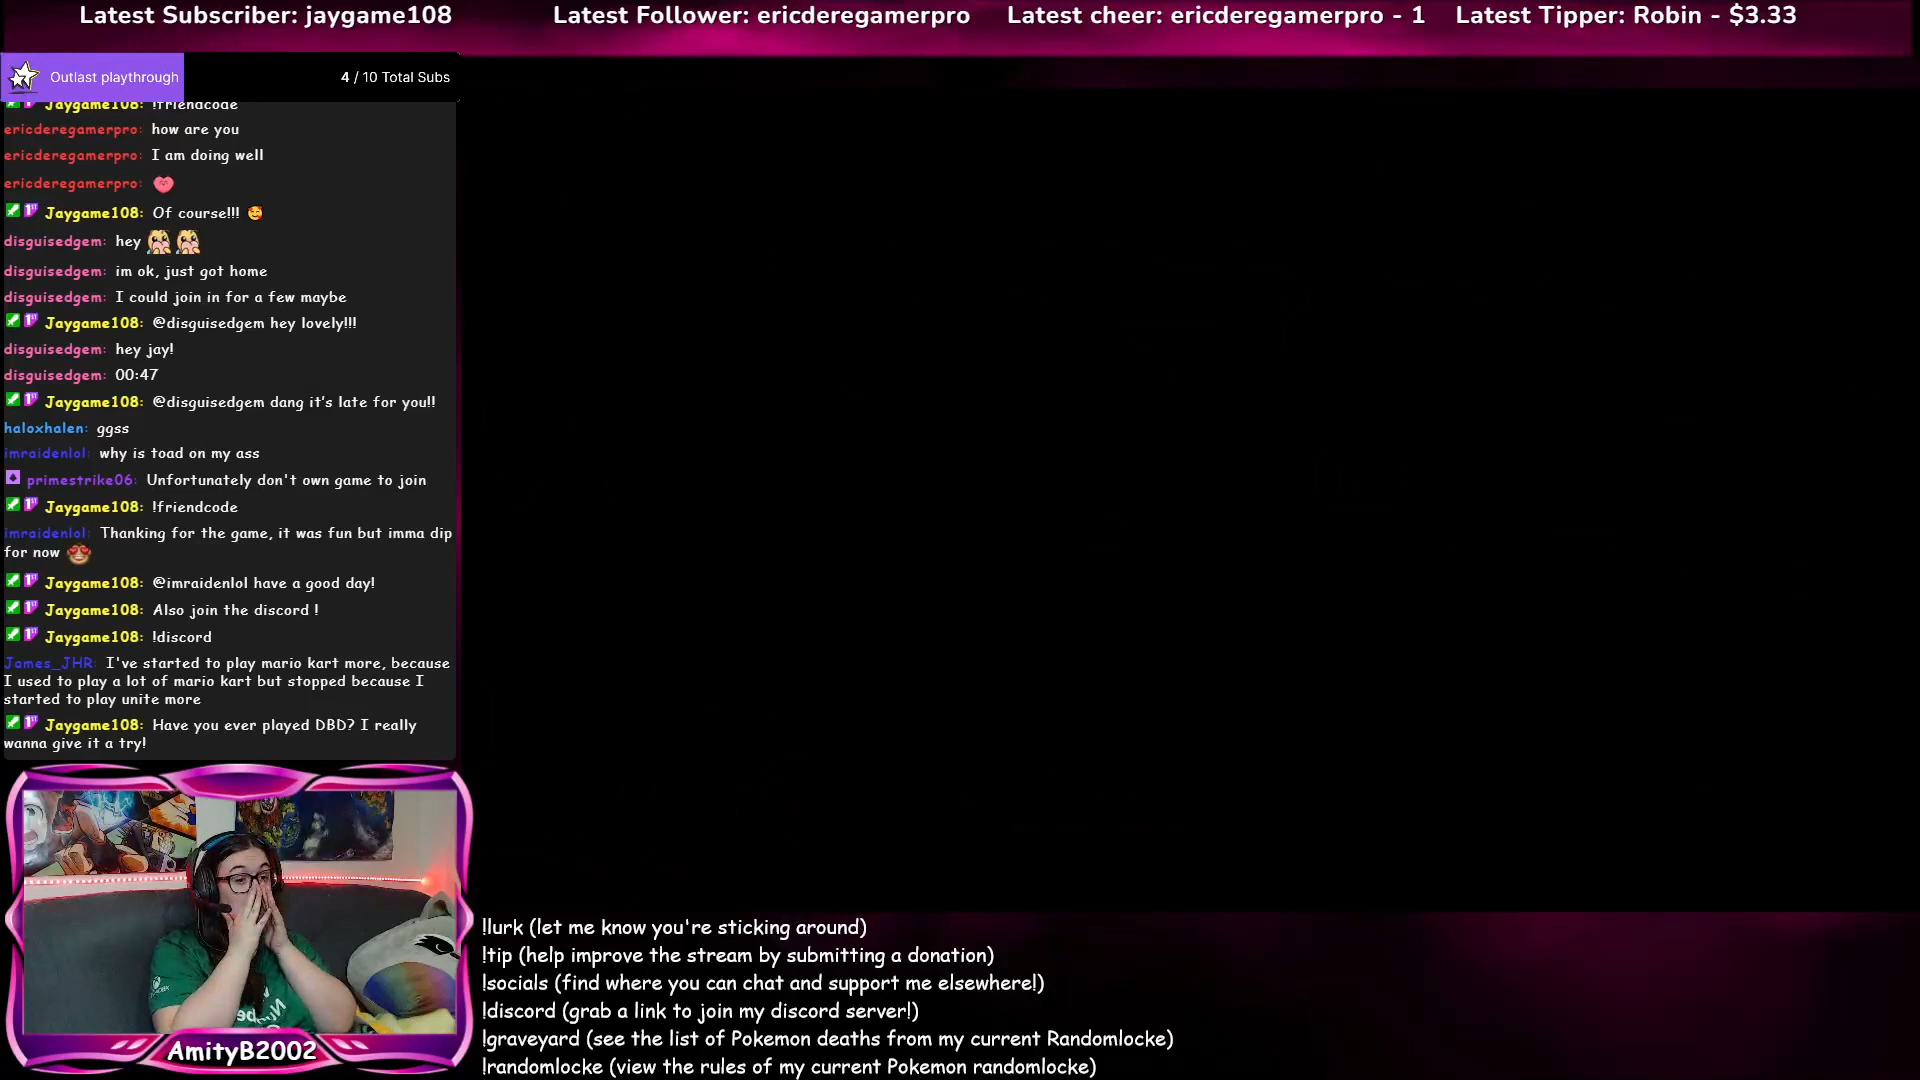 Latest Subscriber: jaygame108 Latest Follower: ericderegamerpro Latest cheer: ericderegamerpro - 1 Latest Tipper: Robin - $3.33
Outlast playthrough 4 / 10 Total Subs
Jaygame108: !friendcode
ericderegamerpro: how are you
ericderegamerpro: I am doing well
ericderegamerpro:
Jaygame108: Of course!!! 🥰
disguisedgem: hey
disguisedgem: im ok, just got home
disguisedgem: I could join in for a few maybe
Jaygame108: @disguisedgem hey lovely!!!
disguisedgem: hey jay!
disguisedgem: 00:47
Jaygame108: @disguisedgem dang it's late for you!!
haloxhalen: ggss
imraidenlol: why is toad on my ass
primestrike06: Unfortunately don't own game to join
Jaygame108: !friendcode
imraidenlol: Thanking for the game, it was fun but imma dip
for now
Jaygame108: @imraidenlol have a good day!
Jaygame108: Also join the discord !
Jaygame108: !discord
James_JHR: I've started to play mario kart more, because
I used to play a lot of mario kart but stopped because I
started to play unite more
Jaygame108: Have you ever played DBD? I really
wanna give it a try!
AmityB2002
!lurk (let me know you're sticking around)
!tip (help improve the stream by submitting a donation)
!socials (find where you can chat and support me elsewhere!)
!discord (grab a link to join my discord server!)
!graveyard (see the list of Pokemon deaths from my current Randomlocke)
!randomlocke (view the rules of my current Pokemon randomlocke)